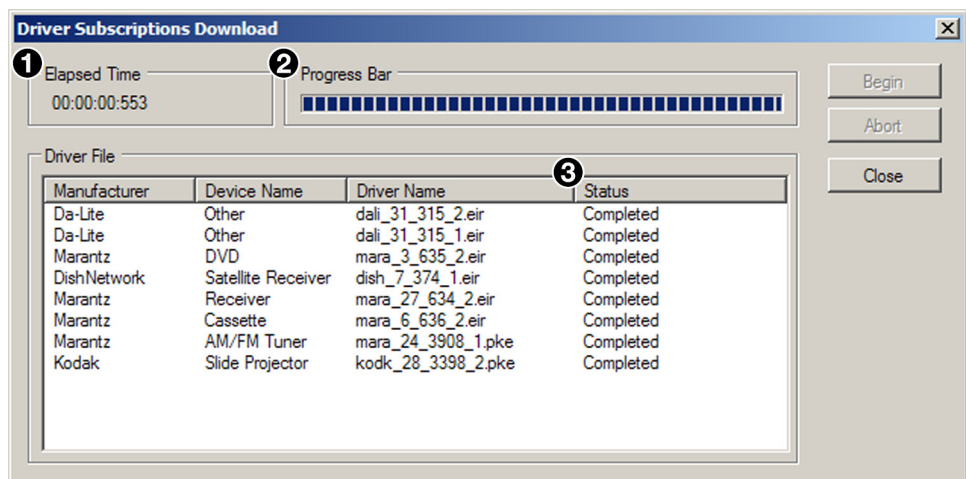 Driver Subscriptions Download
1 Elapsed Time
00:00:00:553
2 Progress Bar
Begin
Abort
Close
Driver File
3
Manufacturer Device Name Driver Name Status
Da-Lite Other dali_31_315_2.eir Completed
Da-Lite Other dali_31_315_1.eir Completed
Marantz DVD mara_3_635_2.eir Completed
DishNetwork Satellite Receiver dish_7_374_1.eir Completed
Marantz Receiver mara_27_634_2.eir Completed
Marantz Cassette mara_6_636_2.eir Completed
Marantz AM/FM Tuner mara_24_3908_1.pke Completed
Kodak Slide Projector kodk_28_3398_2.pke Completed